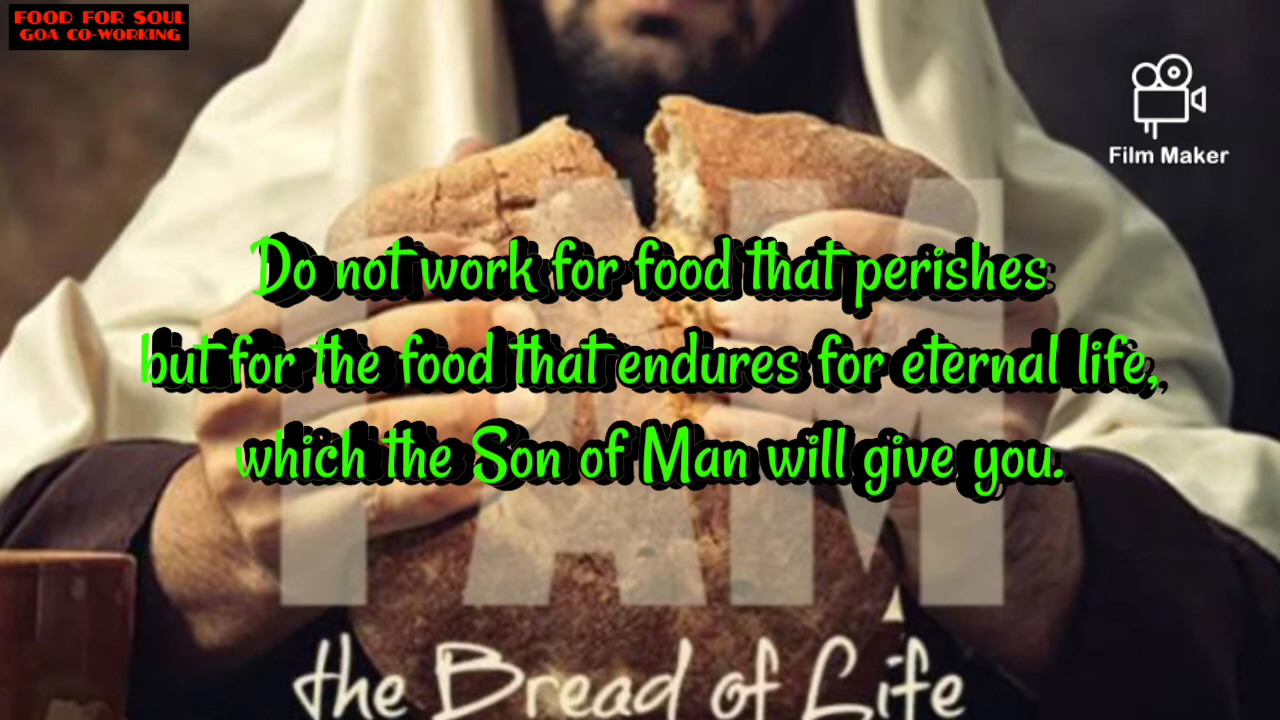 FOOD FOR SOUL
GOA CO-WORKING
Film Maker
I AM
Do not work for food that perishes
but for the food that endures for eternal life,
which the Son of Man will give you.
the Bread of Life